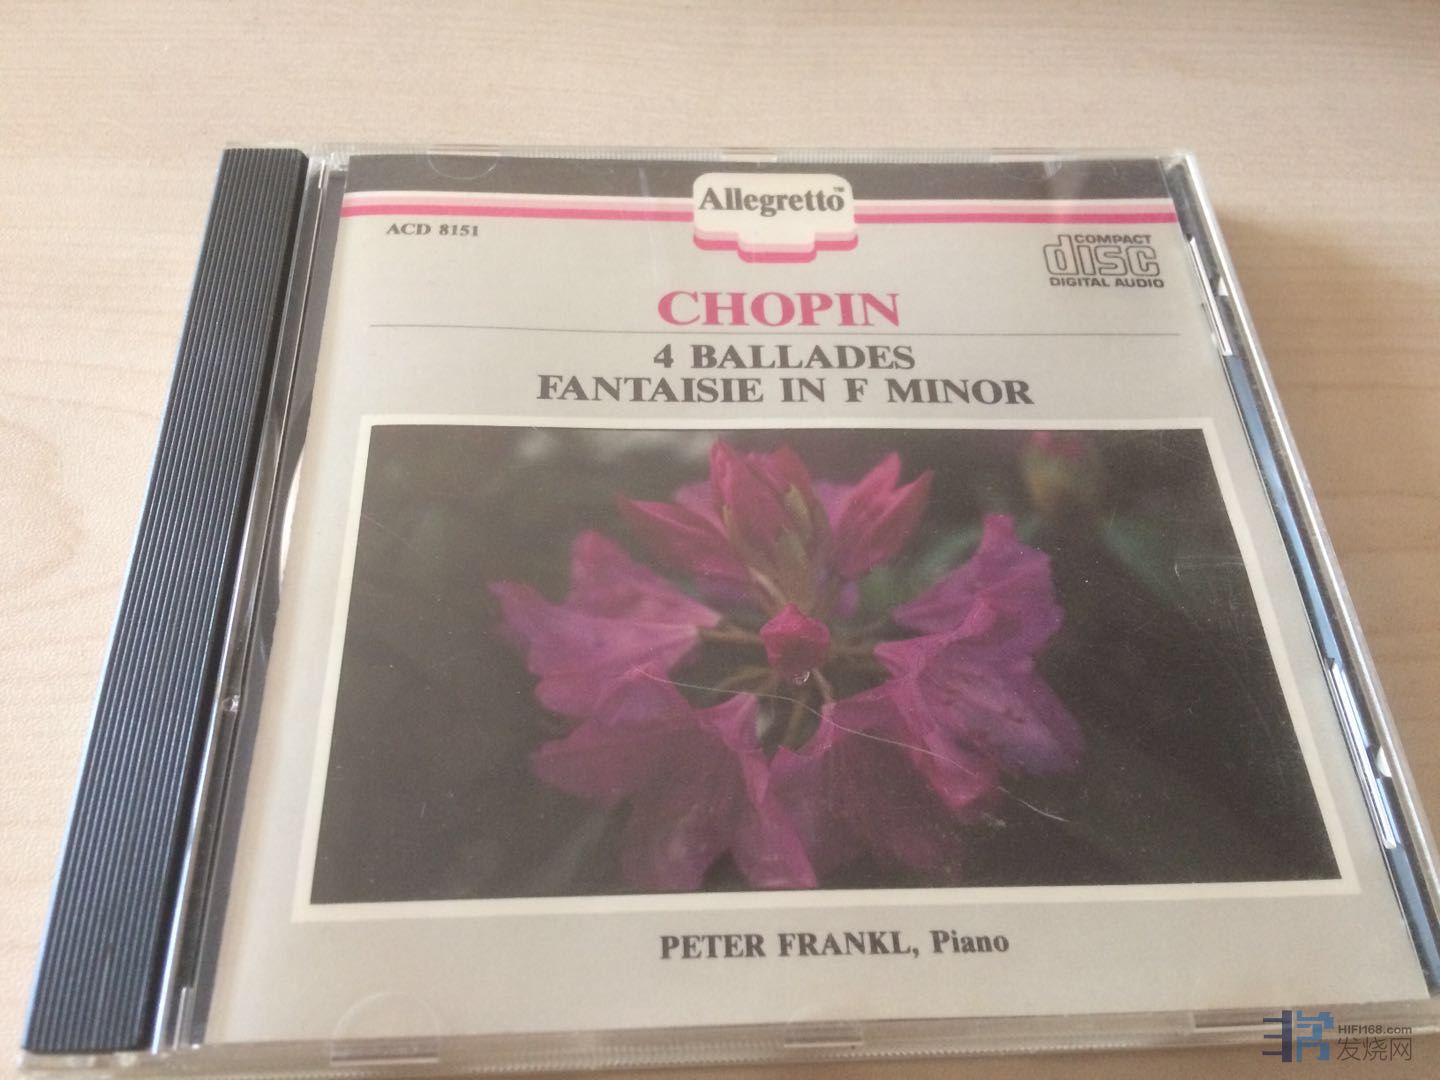 Allegretto™
ACD 8151
COMPACT
disc
DIGITAL AUDIO
CHOPIN
4 BALLADES
FANTAISIE IN F MINOR
PETER FRANKL, Piano
HIFI168.com
发烧网